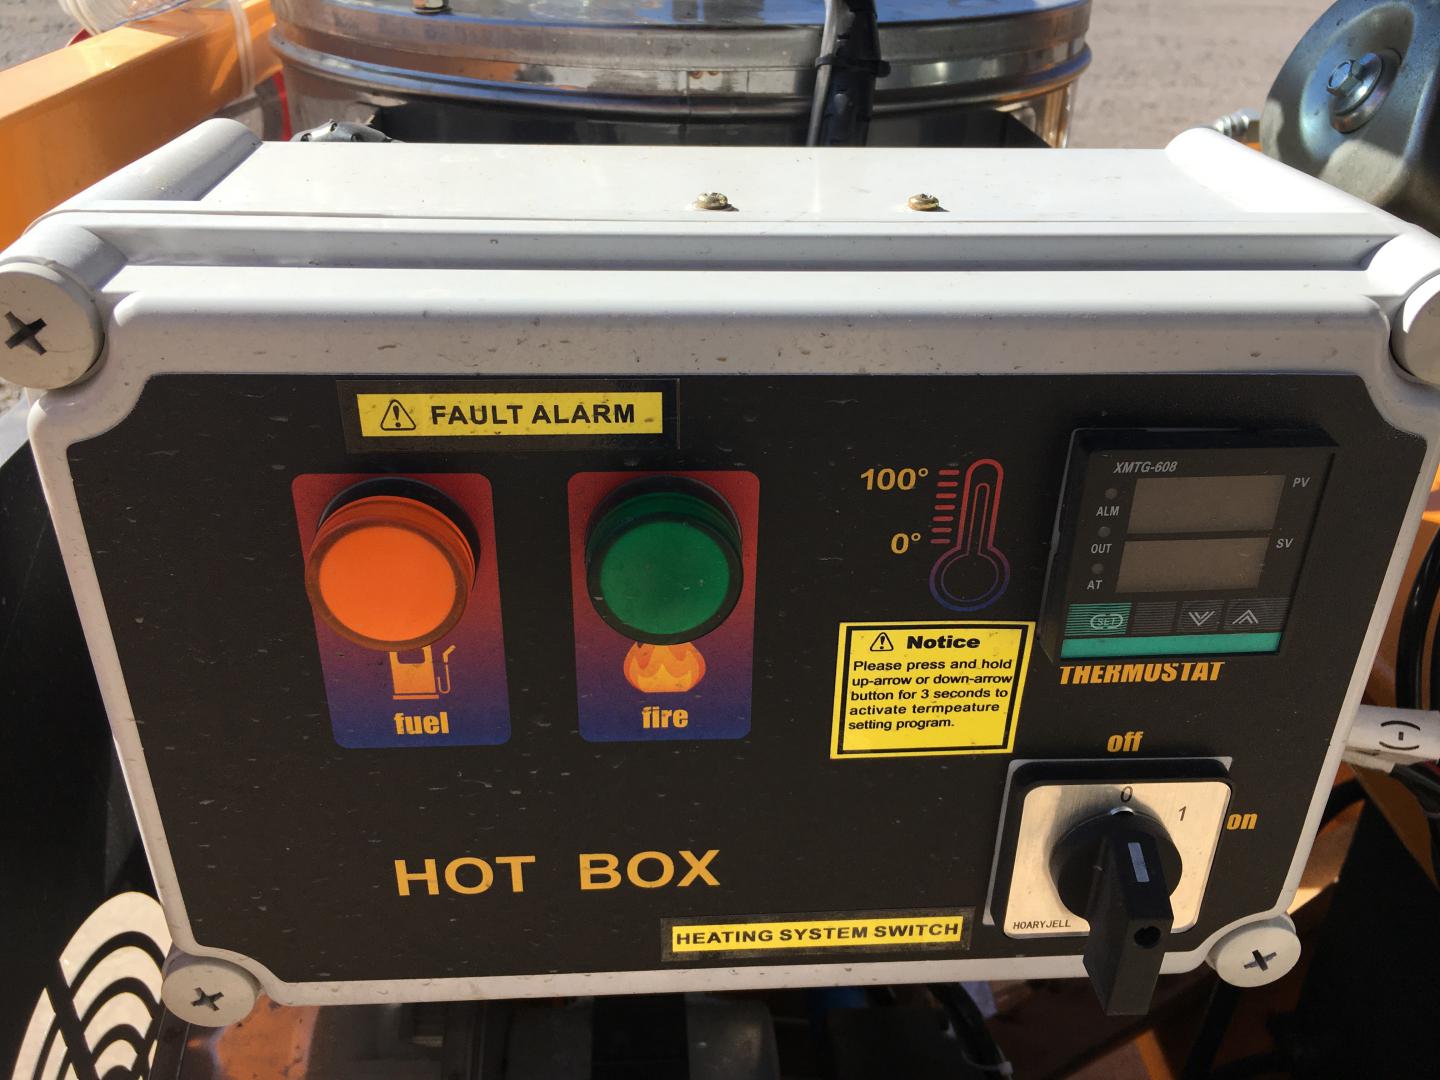 FAULT ALARM
100°
0°
XMTG-608
PV
ALM
OUT
SV
AT
SET
THERMOSTAT
fuel
fire
Notice
Please press and hold
up-arrow or down-arrow
button for 3 seconds to
activate termpeature
setting program.
off
0
1
on
HOARYJELL
HOT BOX
HEATING SYSTEM SWITCH